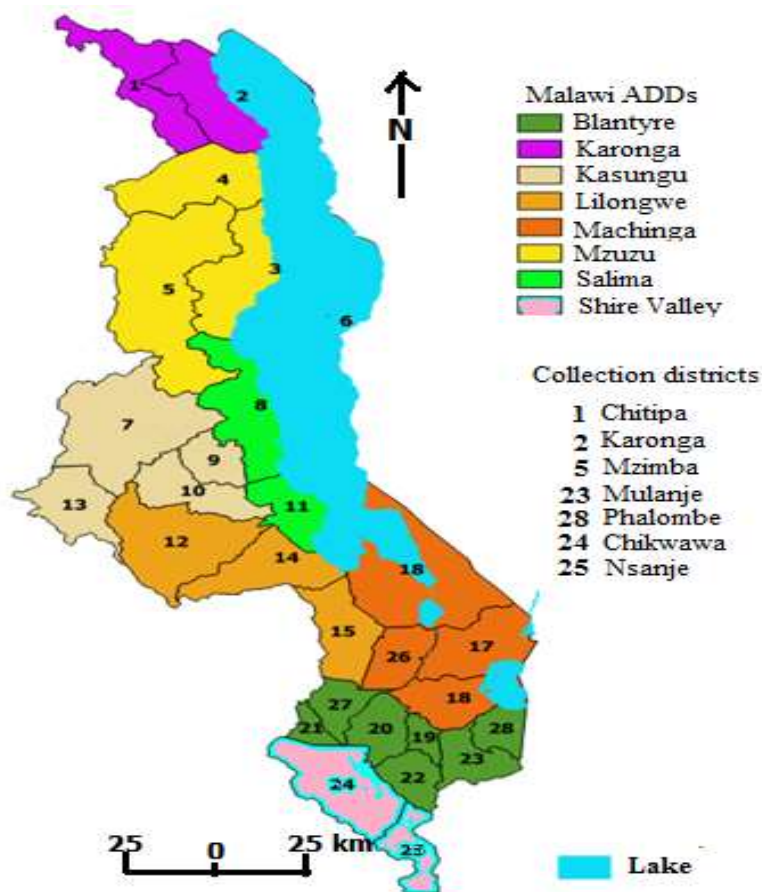 1
2
N
4
3
5
6
7
8
9
10
13
11
12
14
18
15
17
26
18
27
28
21
20
19
23
22
24
23
25 0 25 km
Malawi ADDs
Blantyre
Karonga
Kasungu
Lilongwe
Machinga
Mzuzu
Salima
Shire Valley
Collection districts
1 Chitipa
2 Karonga
5 Mzimba
23 Mulanje
28 Phalombe
24 Chikwawa
25 Nsanje
Lake